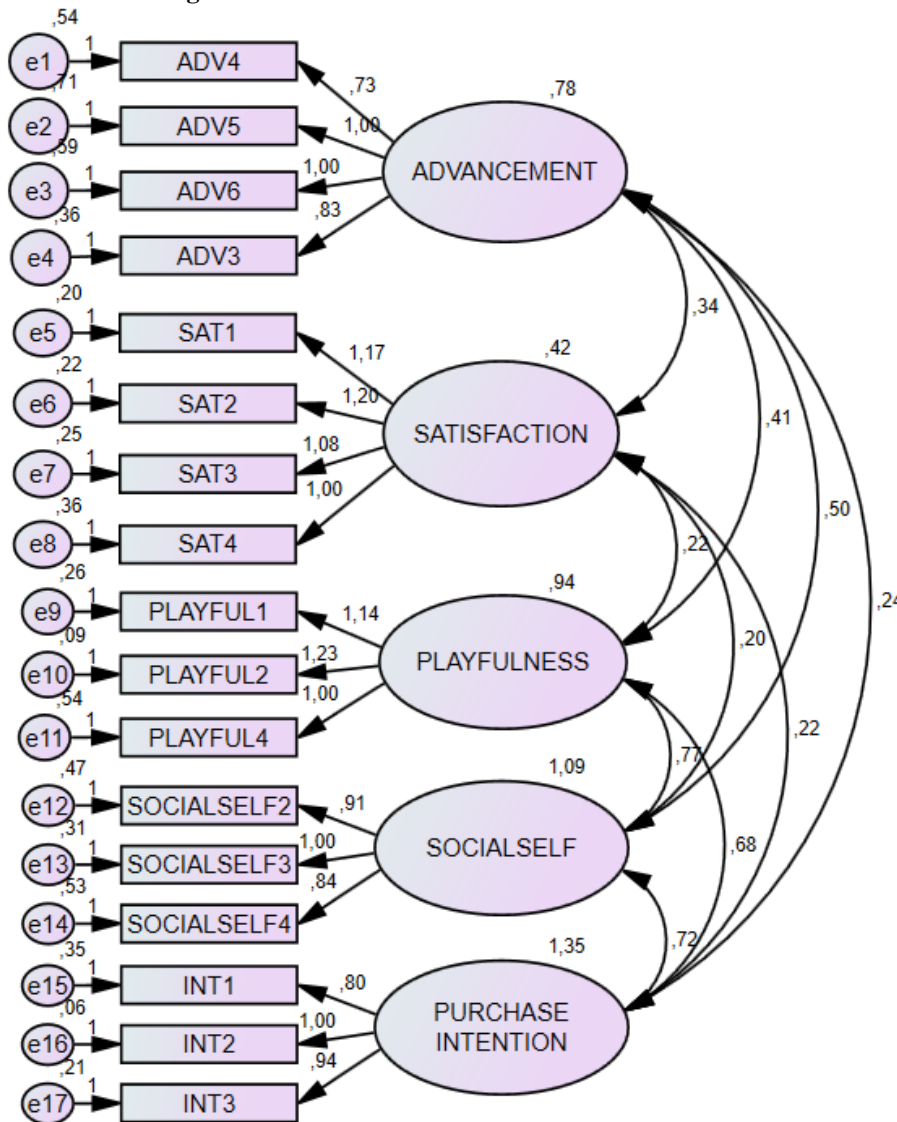 ,54
e1 1 ADV4
,71
e2 1 ADV5
,59
e3 1 ADV6
,36
e4 1 ADV3
,20
e5 1 SAT1
,22
e6 1 SAT2
,25
e7 1 SAT3
,36
e8 1 SAT4
,26
e9 1 PLAYFUL1
,09
e10 1 PLAYFUL2
,54
e11 1 PLAYFUL4
,47
e12 1 SOCIALSELF2
,31
e13 1 SOCIALSELF3
,53
e14 1 SOCIALSELF4
,35
e15 1 INT1
,06
e16 1 INT2
,21
e17 1 INT3
,73
1,00
1,00
,83
1,17
1,20
1,08
1,00
1,14
1,23
1,00
,91
1,00
,84
,80
1,00
,94
,78
ADVANCEMENT
,42
SATISFACTION
,94
PLAYFULNESS
1,09
SOCIALSELF
1,35
PURCHASE
INTENTION
,34
,41
,50
,24
,22
,20
,22
,77
,68
,72